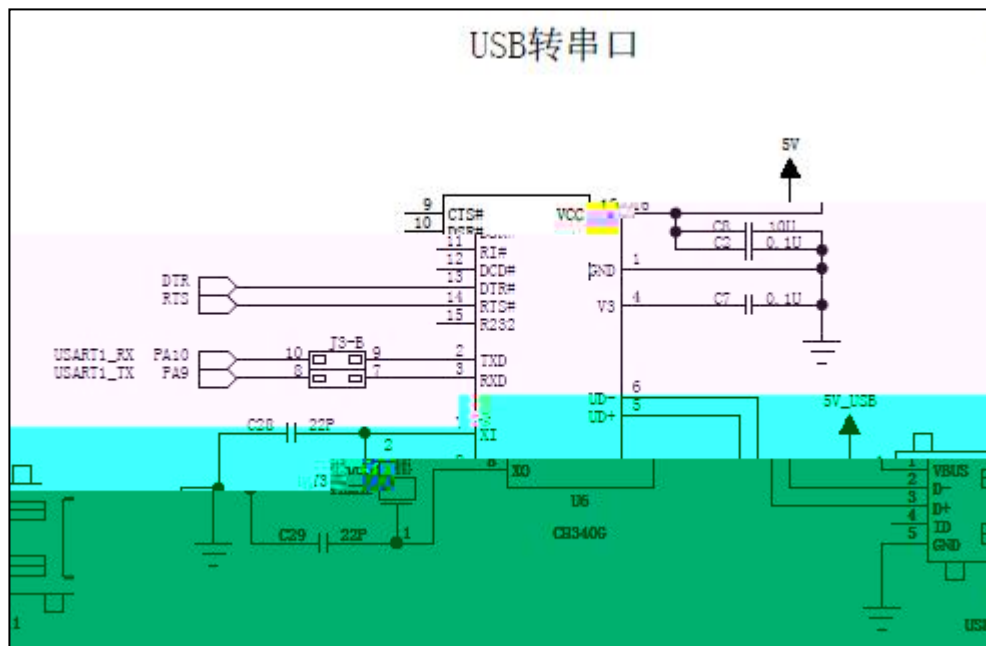 USB转串口
5V
9 CTS# VCC
10
C8 10U
11 RI# C2 0.1U
12 DCD# GND 1
DTR 13 DTR#
RTS 14 RTS# V3 4 C7 0.1U
15 R232
J3-B
USART1_RX PA10 10 9 2 TXD
USART1_TX PA9 8 7 3 RXD
UD- 6
UD+ 5 5V_USB
C28 22P XI
2
8 XO 1 VBUS
U6 2 D-
3 D+
C29 22P 1 CH340G 4 ID
5 GND
1